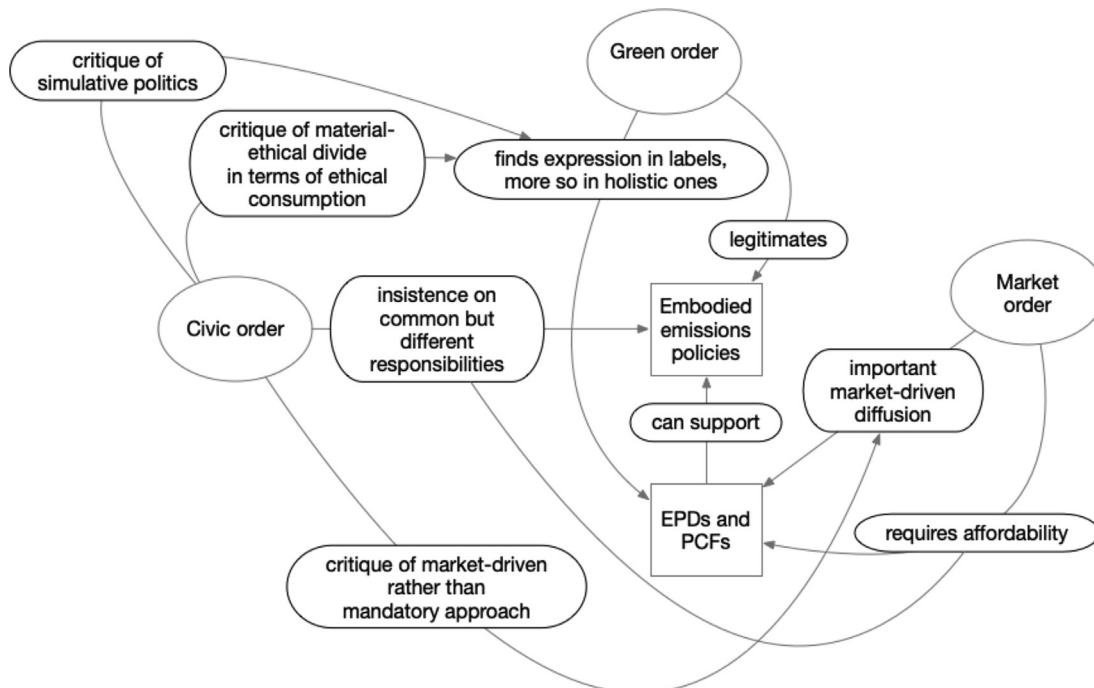 critique of
simulative politics
Green order
critique of material-
ethical divide
in terms of ethical
consumption
finds expression in labels,
more so in holistic ones
legitimates
Market
order
Civic order
insistence on
common but
different
responsibilities
Embodied
emissions
policies
important
market-driven
diffusion
can support
EPDs and
PCFs
requires affordability
critique of market-driven
rather than
mandatory approach